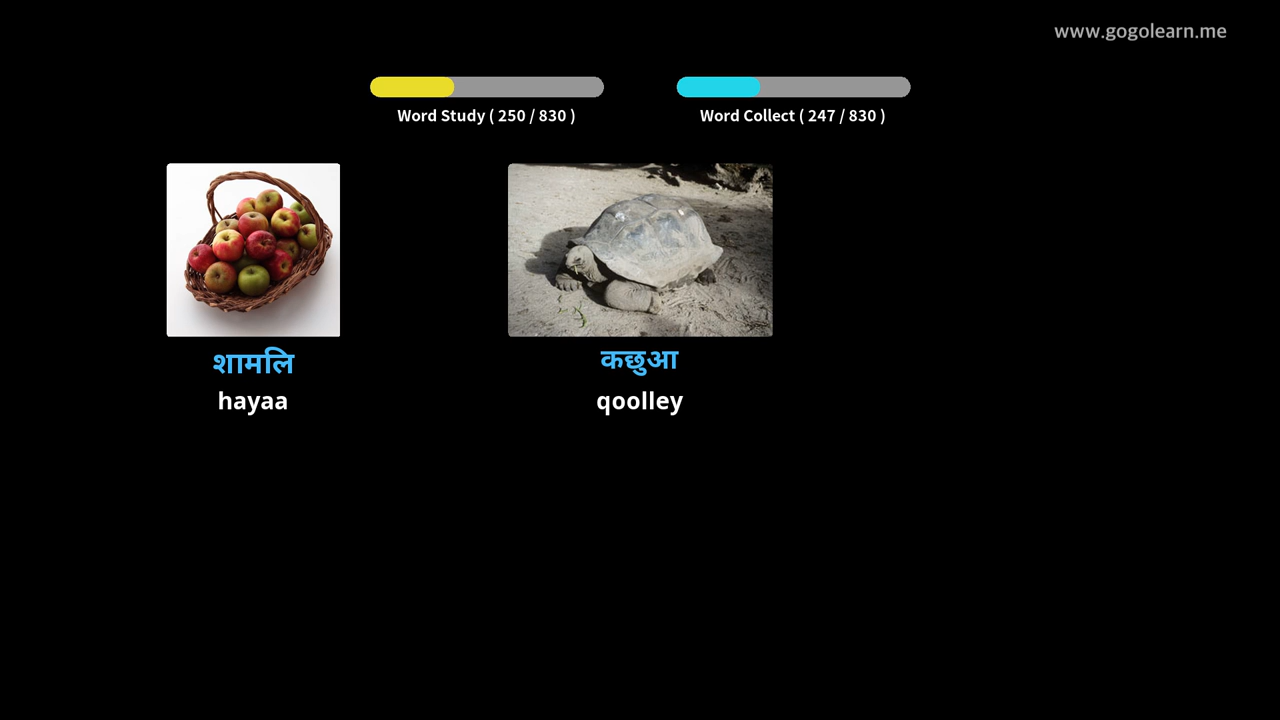 www.gogolearn.me
Word Study ( 250 / 830 )
Word Collect ( 247 / 830 )
शामलि
कछुआ
hayaa
qoolley